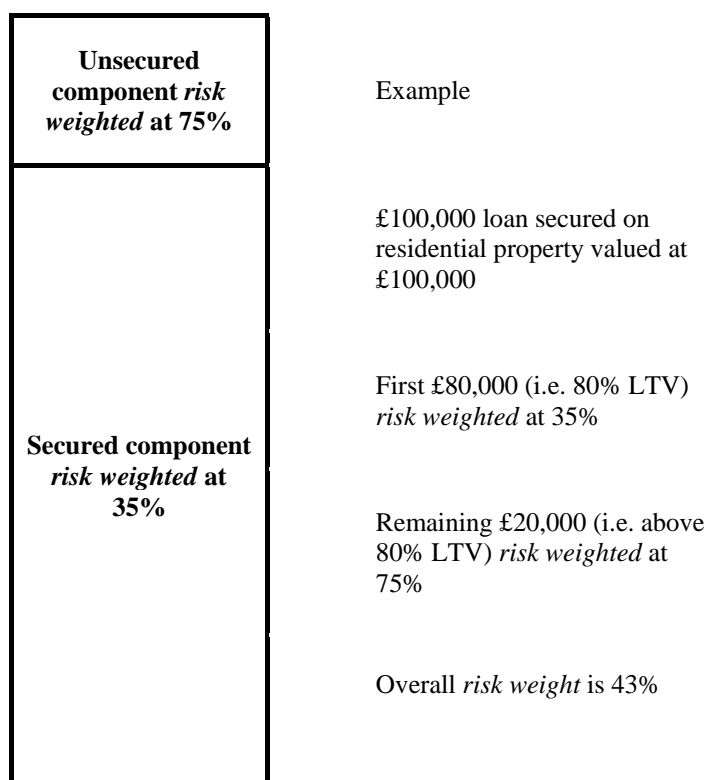 Unsecured
component risk
weighted at 75%
Example
£100,000 loan secured on
residential property valued at
£100,000
First £80,000 (i.e. 80% LTV)
risk weighted at 35%
Secured component
risk weighted at
35%
Remaining £20,000 (i.e. above
80% LTV) risk weighted at
75%
Overall risk weight is 43%